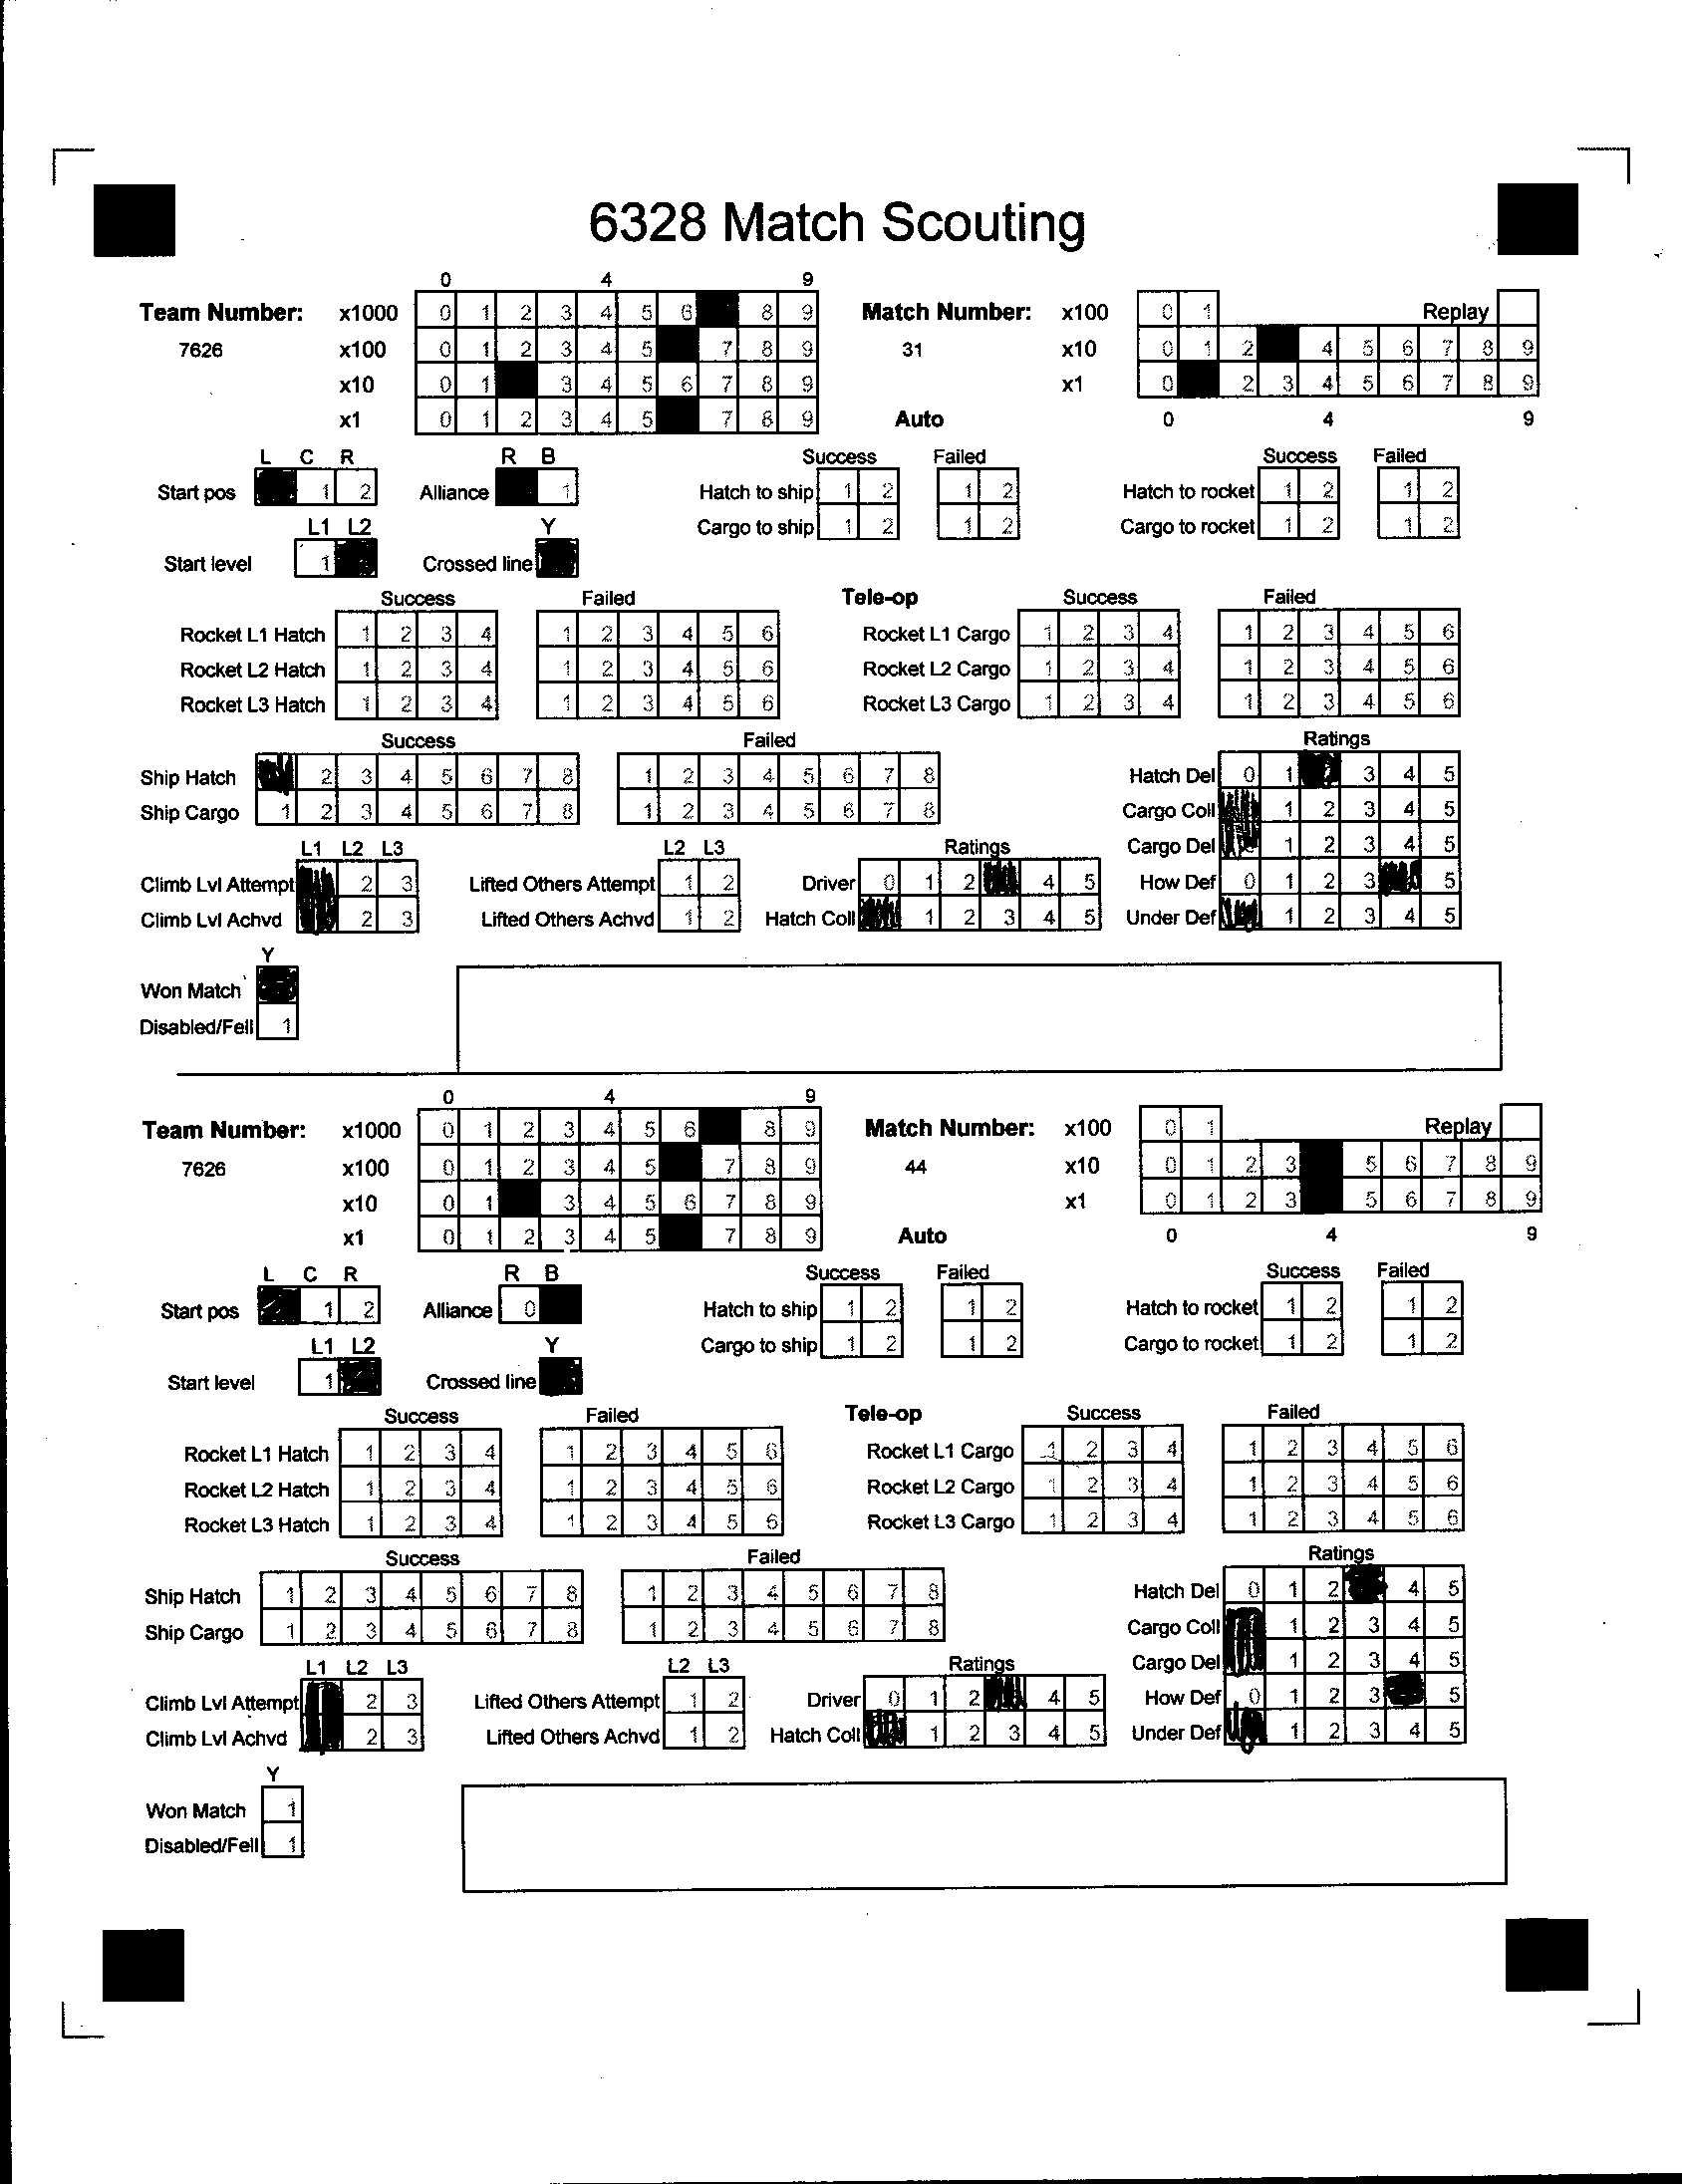 6328 Match Scouting
0 4 9
Team Number: x1000 0 1 2 3 4 5 6 8 9 Match Number: x100 0 1 Replay
7626 x100 0 1 2 3 4 5 7 8 9 31 x10 0 1 2 4 5 6 7 8 9
x10 0 1 3 4 5 6 7 8 9 x1 0 2 3 4 5 6 7 8 9
x1 0 1 2 3 4 5 7 8 9 Auto 0 4 9
L C R R B Success Failed Success Failed
Start pos 1 2 Alliance 1 Hatch to ship 1 2 1 2 Hatch to rocket 1 2 1 2
L1 L2 Y Cargo to ship 1 2 1 2 Cargo to rocket 1 2 1 2
Start level 1 Crossed line
Success Failed Tele-op Success Failed
Rocket L1 Hatch 1 2 3 4 1 2 3 4 5 6 Rocket L1 Cargo 1 2 3 4 1 2 3 4 5 6
Rocket L2 Hatch 1 2 3 4 1 2 3 4 5 6 Rocket L2 Cargo 1 2 3 4 1 2 3 4 5 6
Rocket L3 Hatch 1 2 3 4 1 2 3 4 5 6 Rocket L3 Cargo 1 2 3 4 1 2 3 4 5 6
Success Failed Ratings
Ship Hatch 2 3 4 5 6 7 8 1 2 3 4 5 6 7 8 Hatch Del 0 1 3 4 5
Ship Cargo 1 2 3 4 5 6 7 8 1 2 3 4 5 6 7 8 Cargo Coll 1 2 3 4 5
L1 L2 L3 L2 L3 Ratings Cargo Del 1 2 3 4 5
Climb Lvl Attempt 2 3 Lifted Others Attempt 1 2 Driver 0 1 2 4 5 How Def 0 1 2 3 5
Climb Lvl Achvd 2 3 Lifted Others Achvd 1 2 Hatch Coll 1 2 3 4 5 Under Def 1 2 3 4 5
Y
Won Match
Disabled/Fell 1
0 4 9
Team Number: x1000 0 1 2 3 4 5 6 8 9 Match Number: x100 0 1 Replay
7626 x100 0 1 2 3 4 5 7 8 9 44 x10 0 1 2 3 5 6 7 8 9
x10 0 1 3 4 5 6 7 8 9 x1 0 1 2 3 5 6 7 8 9
x1 0 1 2 3 4 5 7 8 9 Auto 0 4 9
L C R R B Success Failed Success Failed
Start pos 1 2 Alliance 0 Hatch to ship 1 2 1 2 Hatch to rocket 1 2 1 2
L1 L2 Y Cargo to ship 1 2 1 2 Cargo to rocket 1 2 1 2
Start level 1 Crossed line
Success Failed Tele-op Success Failed
Rocket L1 Hatch 1 2 3 4 1 2 3 4 5 6 Rocket L1 Cargo 1 2 3 4 1 2 3 4 5 6
Rocket L2 Hatch 1 2 3 4 1 2 3 4 5 6 Rocket L2 Cargo 1 2 3 4 1 2 3 4 5 6
Rocket L3 Hatch 1 2 3 4 1 2 3 4 5 6 Rocket L3 Cargo 1 2 3 4 1 2 3 4 5 6
Success Failed Ratings
Ship Hatch 1 2 3 4 5 6 7 8 1 2 3 4 5 6 7 8 Hatch Del 0 1 2 4 5
Ship Cargo 1 2 3 4 5 6 7 8 1 2 3 4 5 6 7 8 Cargo Coll 1 2 3 4 5
L1 L2 L3 L2 L3 Ratings Cargo Del 1 2 3 4 5
Climb Lvl Attempt 2 3 Lifted Others Attempt 1 2 Driver 0 1 2 4 5 How Def 0 1 2 3 5
Climb Lvl Achvd 2 3 Lifted Others Achvd 1 2 Hatch Coll 1 2 3 4 5 Under Def 1 2 3 4 5
Y
Won Match 1
Disabled/Fell 1